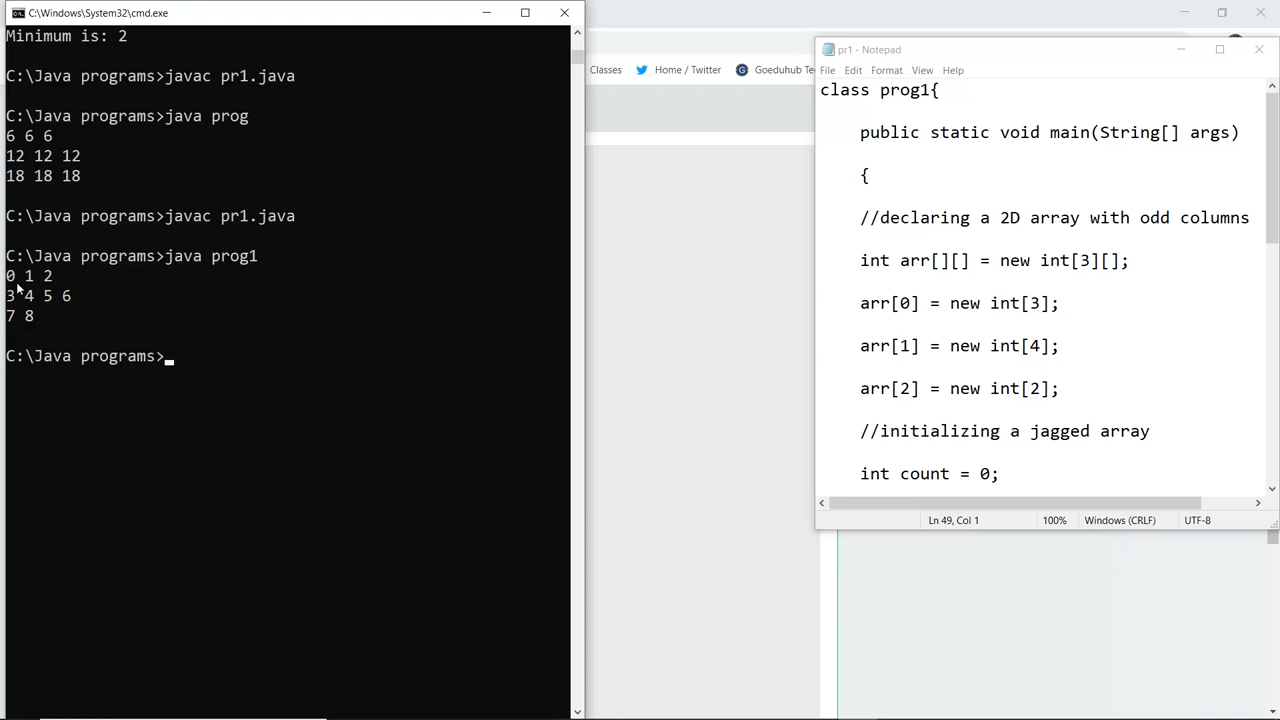 C:\Windows\System32\cmd.exe
Minimum is: 2
C:\Java programs>javac pr1.java
C:\Java programs>java prog
6 6 6
12 12 12
18 18 18
C:\Java programs>javac pr1.java
C:\Java programs>java prog1
0 1 2
3 4 5 6
7 8
C:\Java programs>
Classes
Home / Twitter
Goeduhub Te
pr1 - Notepad
File Edit Format View Help
class prog1{
public static void main(String[] args)
{
//declaring a 2D array with odd columns
int arr[][] = new int[3][];
arr[0] = new int[3];
arr[1] = new int[4];
arr[2] = new int[2];
//initializing a jagged array
int count = 0;
Ln 49, Col 1
100%
Windows (CRLF)
UTF-8